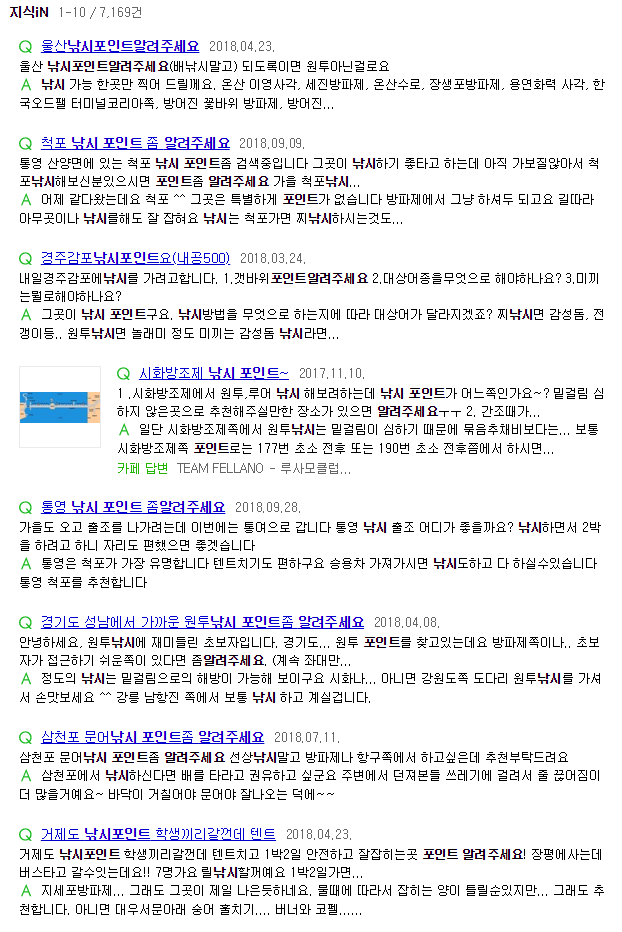 지식iN 1-10 / 7,169건
Q 울산낚시포인트알려주세요 2018.04.23.
울산 낚시포인트알려주세요(배낚시말고) 되도록이면 원투아닌걸로요
A 낚시 가능 한곳만 찍어 드릴께요, 온산 이영사각, 세진방파제, 온산수로, 장생포방파제, 용연화력 사각, 한
국오드펠 터미널코리아쪽, 방어진 꽃바위 방파제, 방어진...
Q 척포 낚시 포인트 좀 알려주세요 2018.09.09.
통영 산양면에 있는 척포 낚시 포인트좀 검색중입니다 그곳이 낚시하기 좋타고 하는데 아직 가보질않아서 척
포낚시해보신분있으시면 포인트좀 알려주세요 가을 척포낚시...
A 어제 갈다왔는데요 척포 ^^ 그곳은 특별하게 포인트가 없습니다 방파제에서 그냥 하셔두 되고요 길따라
아무곳이나 낚시를해도 잘 잡혀요 낚시는 척포가면 찌낚시하시는것도...
Q 경주감포낚시포인트요(내공500) 2018.03.24.
내일경주감포에낚시를 가려고합니다. 1.갯바위포인트알려주세요 2.대상어종을무엇으로 해야하나요? 3.미끼
는뭘로해야하나요?
A 그곳이 낚시 포인트구요. 낚시방법을 무엇으로 하는지에 따라 대상어가 달라지겠죠? 찌낚시면 감성돔, 전
갱이등.. 원투낚시면 놀래미 정도 미끼는 감성돔 낚시라면...
Q 시화방조제 낚시 포인트~ 2017.11.10.
1 .시화방조제에서 원투,루어 낚시 해보려하는데 낚시 포인트가 어느쪽인가요~? 밑걸림 심
하지 않은곳으로 추천해주실만한 장소가 있으면 알려주세요ㅜㅜ 2. 간조때가...
A 일단 시화방조제쪽에서 원투낚시는 밑걸림이 심하기 때문에 묶음추채비보다는... 보통
시화방조제쪽 포인트로는 177번 초소 전후 또는 190번 초소 전후쯤에서 하시면...
카페 답변 TEAM FELLANO - 루사모클럽...
Q 통영 낚시 포인트 좀알려주세요 2018.09.28.
가을도 오고 출조를 나가려는데 이번에는 통여으로 갑니다 통영 낚시 출조 어디가 좋을까요? 낚시하면서 2박
을 하려고 하니 자리도 편했으면 좋겟습니다
A 통영은 척포가 가장 유명합니다 텐트치기도 편하구요 승용차 가져가시면 낚시도하고 다 하실수있습니다
통영 척포를 추천합니다
Q 경기도 성남에서 가까운 원투낚시 포인트좀 알려주세요 2018.04.08.
안녕하세요, 원투낚시에 재미들린 초보자입니다. 경기도... 원투 포인트를 찾고있는데요 방파제쪽이나.. 초보
자가 접근하기 쉬운쪽이 있다면 좀알려주세요. (계속 좌대만...
A 정도의 낚시는 밑걸림으로의 해방이 가능해 보이구요 시화나... 아니면 강원도쪽 도다리 원투낚시를 가셔
서 손맛보세요 ^^ 강릉 남항진 쪽에서 보통 낚시 하고 계실겁니다.
Q 삼천포 문어낚시 포인트좀 알려주세요 2018.07.11.
삼천포 문어낚시 포인트좀 알려주세요 선상낚시말고 방파제나 항구쪽에서 하고싶은데 추천부탁드려요
A 삼천포에서 낚시하신다면 배를 타라고 권유하고 싶군요 주변에서 던져본들 쓰레기에 걸려서 줄 끊어짐이
더 많을거예요~ 바닥이 거칠어야 문어야 잘나오는 덕에~~
Q 거제도 낚시포인트 학생끼리갈껀데 텐트 2018.04.23.
거제도 낚시포인트 학생끼리갈껀데 텐트치고 1박2일 안전하고 잘잡히는곳 포인트 알려주세요! 장평에사는데
버스타고 갈수잇는데요!! 7명가요 릴낚시할꺼예요 1박2일가면...
A 지세포방파제... 그래도 그곳이 제일 나은듯하네요. 물때에 따라서 잡히는 양이 틀릴순있지만... 그래도 추
천합니다. 아니면 대우서문아래 숭어 훌치기.... 버너와 코펠......